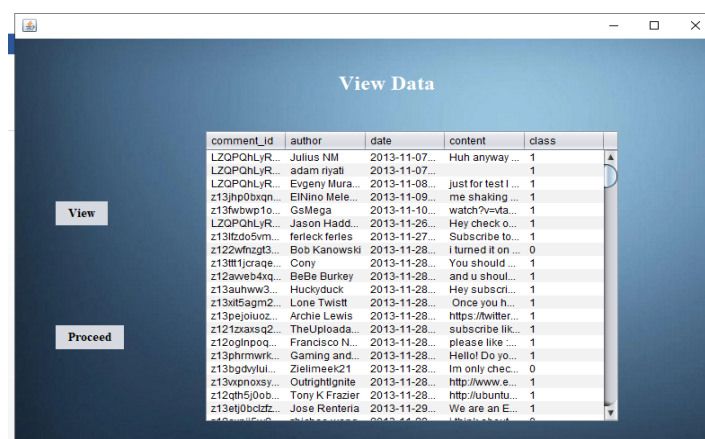 View Data
comment_id author date content class
LZQPQhLyR... Julius NM 2013-11-07... Huh anyway ... 1
LZQPQhLyR... adam riyati 2013-11-07... 1
LZQPQhLyR... Evgeny Mura... 2013-11-08... just for test I ... 1
z13jhp0bxqn... ElNino Mele... 2013-11-09... me shaking ... 1
z13fwbwp1o... GsMega 2013-11-10... watch?v=vta... 1
LZQPQhLyR... Jason Hadd... 2013-11-26... Hey check o... 1
z13lfzdo5vm... ferleck ferles 2013-11-27... Subscribe to... 1
View
z122wfnzgt3... Bob Kanowski 2013-11-28... i turned it on ... 0
z13ttt1jcraqe... Cony 2013-11-28... You should ... 1
z12avveb4xq... BeBe Burkey 2013-11-28... and u shoul... 1
z13auhww3... Huckyduck 2013-11-28... Hey subscri... 1
z13xit5agm2... Lone Twistt 2013-11-28... Once you h... 1
z13pejoiuoz... Archie Lewis 2013-11-28... https://twitter... 1
z121zxaxsq2... TheUploada... 2013-11-28... subscribe lik... 1
z12oglnpoq... Francisco N... 2013-11-28... please like :... 1
Proceed
z13phrmwrk... Gaming and... 2013-11-28... Hello! Do yo... 1
z13bgdvylui... Zielimeek21 2013-11-28... Im only chec... 0
z13vxpnoxsy... OutrightIgnite 2013-11-28... http://www.e... 1
z12qth5j0ob... Tony K Frazier 2013-11-28... http://ubuntu... 1
z13etj0bclzfz... Jose Renteria 2013-11-29... We are an E... 1